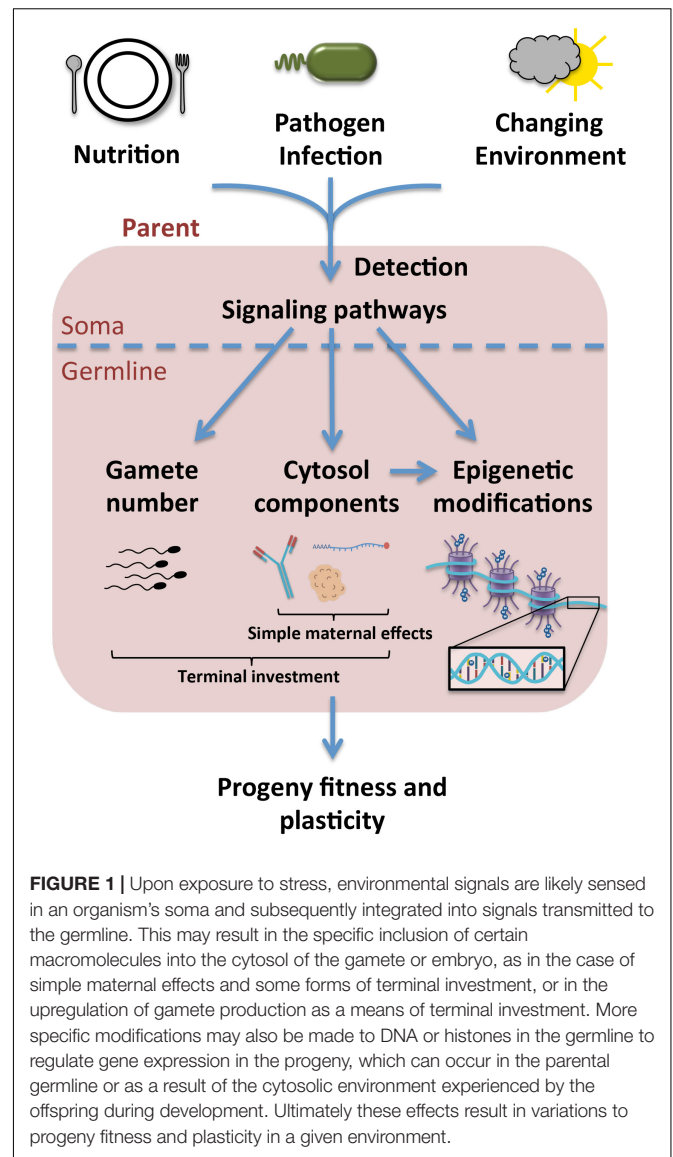 Nutrition
Pathogen
Infection
Changing
Environment
Parent
Detection
Signaling pathways
Soma
Germline
Gamete
number
Cytosol
components
Epigenetic
modifications
AAAAA
Simple maternal effects
Terminal investment
Progeny fitness and
plasticity
FIGURE 1 | Upon exposure to stress, environmental signals are likely sensed
in an organism's soma and subsequently integrated into signals transmitted to
the germline. This may result in the specific inclusion of certain
macromolecules into the cytosol of the gamete or embryo, as in the case of
simple maternal effects and some forms of terminal investment, or in the
upregulation of gamete production as a means of terminal investment. More
specific modifications may also be made to DNA or histones in the germline to
regulate gene expression in the progeny, which can occur in the parental
germline or as a result of the cytosolic environment experienced by the
offspring during development. Ultimately these effects result in variations to
progeny fitness and plasticity in a given environment.